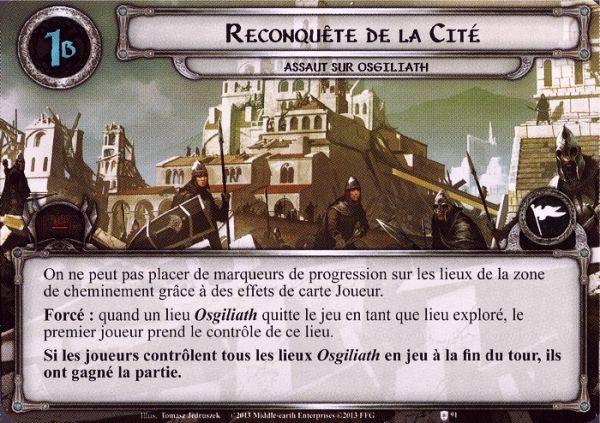 1B
Reconquête de la Cité
Assaut sur Osgiliath
On ne peut pas placer de marqueurs de progression sur les lieux de la zone
de cheminement grâce à des effets de carte Joueur.
Forcé : quand un lieu Osgiliath quitte le jeu en tant que lieu exploré, le
premier joueur prend le contrôle de ce lieu.
Si les joueurs contrôlent tous les lieux Osgiliath en jeu à la fin du tour, ils
ont gagné la partie.
Illus. Tomasz Jedruszek ©2013 Middle-earth Enterprises ©2013 FFG 91